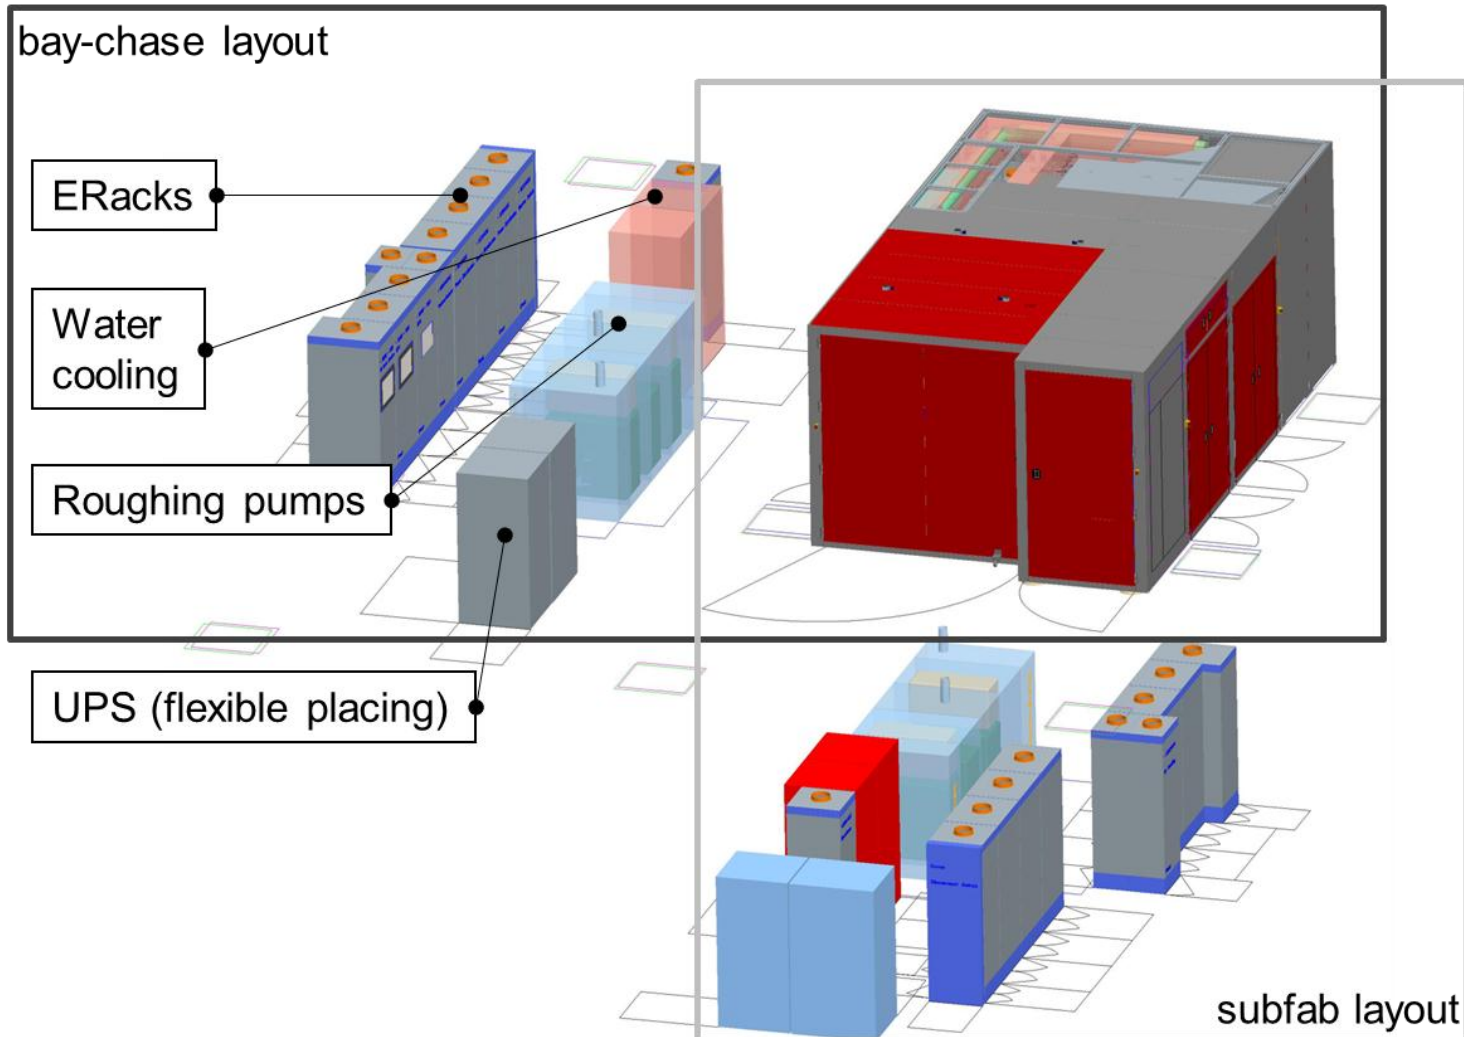 bay-chase layout
ERacks
Water
cooling
Roughing pumps
UPS (flexible placing)
subfab layout